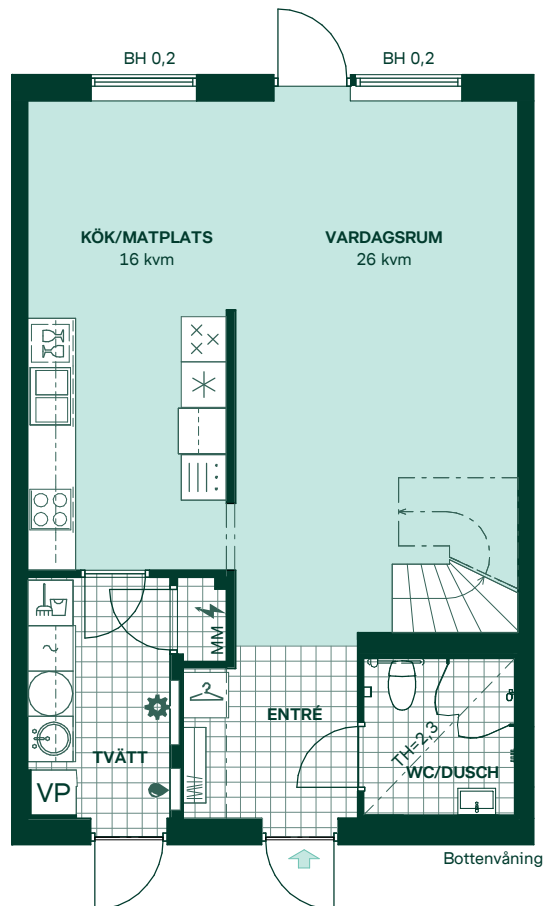 BH 0,2
BH 0,2
KÖK/MATPLATS
16 kvm
VARDAGSRUM
26 kvm
MM
ENTRÉ
TH=2,3
TVÄTT
WC/DUSCH
VP
Bottenvåning